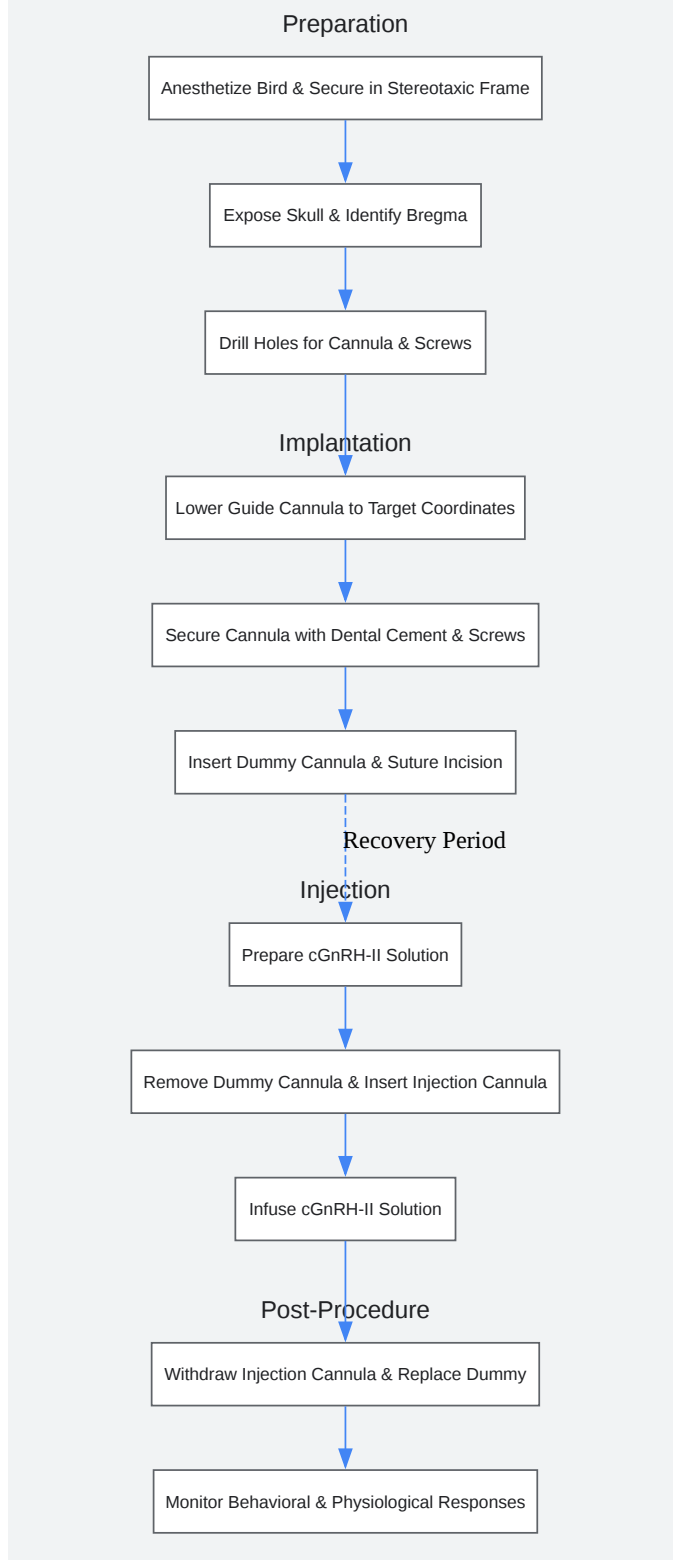 Preparation
Anesthetize Bird & Secure in Stereotaxic Frame
Expose Skull & Identify Bregma
Drill Holes for Cannula & Screws
Implantation
Lower Guide Cannula to Target Coordinates
Secure Cannula with Dental Cement & Screws
Insert Dummy Cannula & Suture Incision
Recovery Period
Injection
Prepare cGnRH-II Solution
Remove Dummy Cannula & Insert Injection Cannula
Infuse cGnRH-II Solution
Post-Procedure
Withdraw Injection Cannula & Replace Dummy
Monitor Behavioral & Physiological Responses